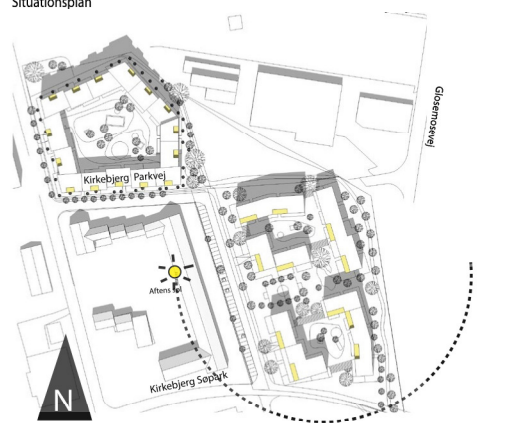 Situationsplan
Glosemosevej
Kirkebjerg Parkvej
Aftens sol
Kirkebjerg Søpark
N